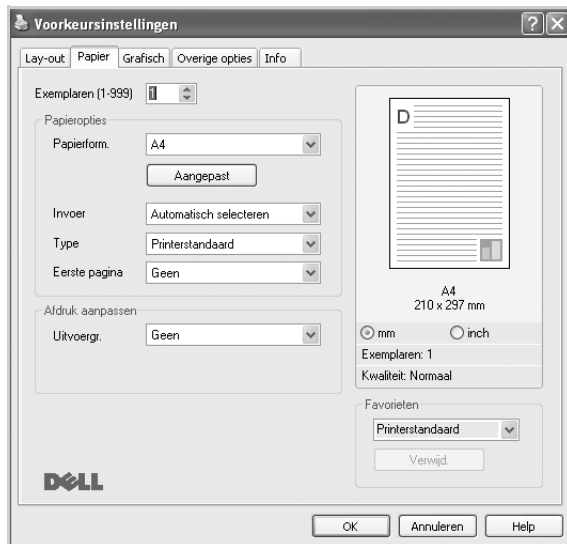 Voorkeursinstellingen
Lay-out Papier Grafisch Overige opties Info
Exemplaren (1-999) 1
Papieropties
Papierform. A4
Aangepast
Invoer Automatisch selecteren
Type Printerstandaard
Eerste pagina Geen
Afdruk aanpassen
Uitvoergr. Geen
DELL
D
A4
210 x 297 mm
mm inch
Exemplaren: 1
Kwaliteit: Normaal
Favorieten
Printerstandaard
Verwijd.
OK Annuleren Help